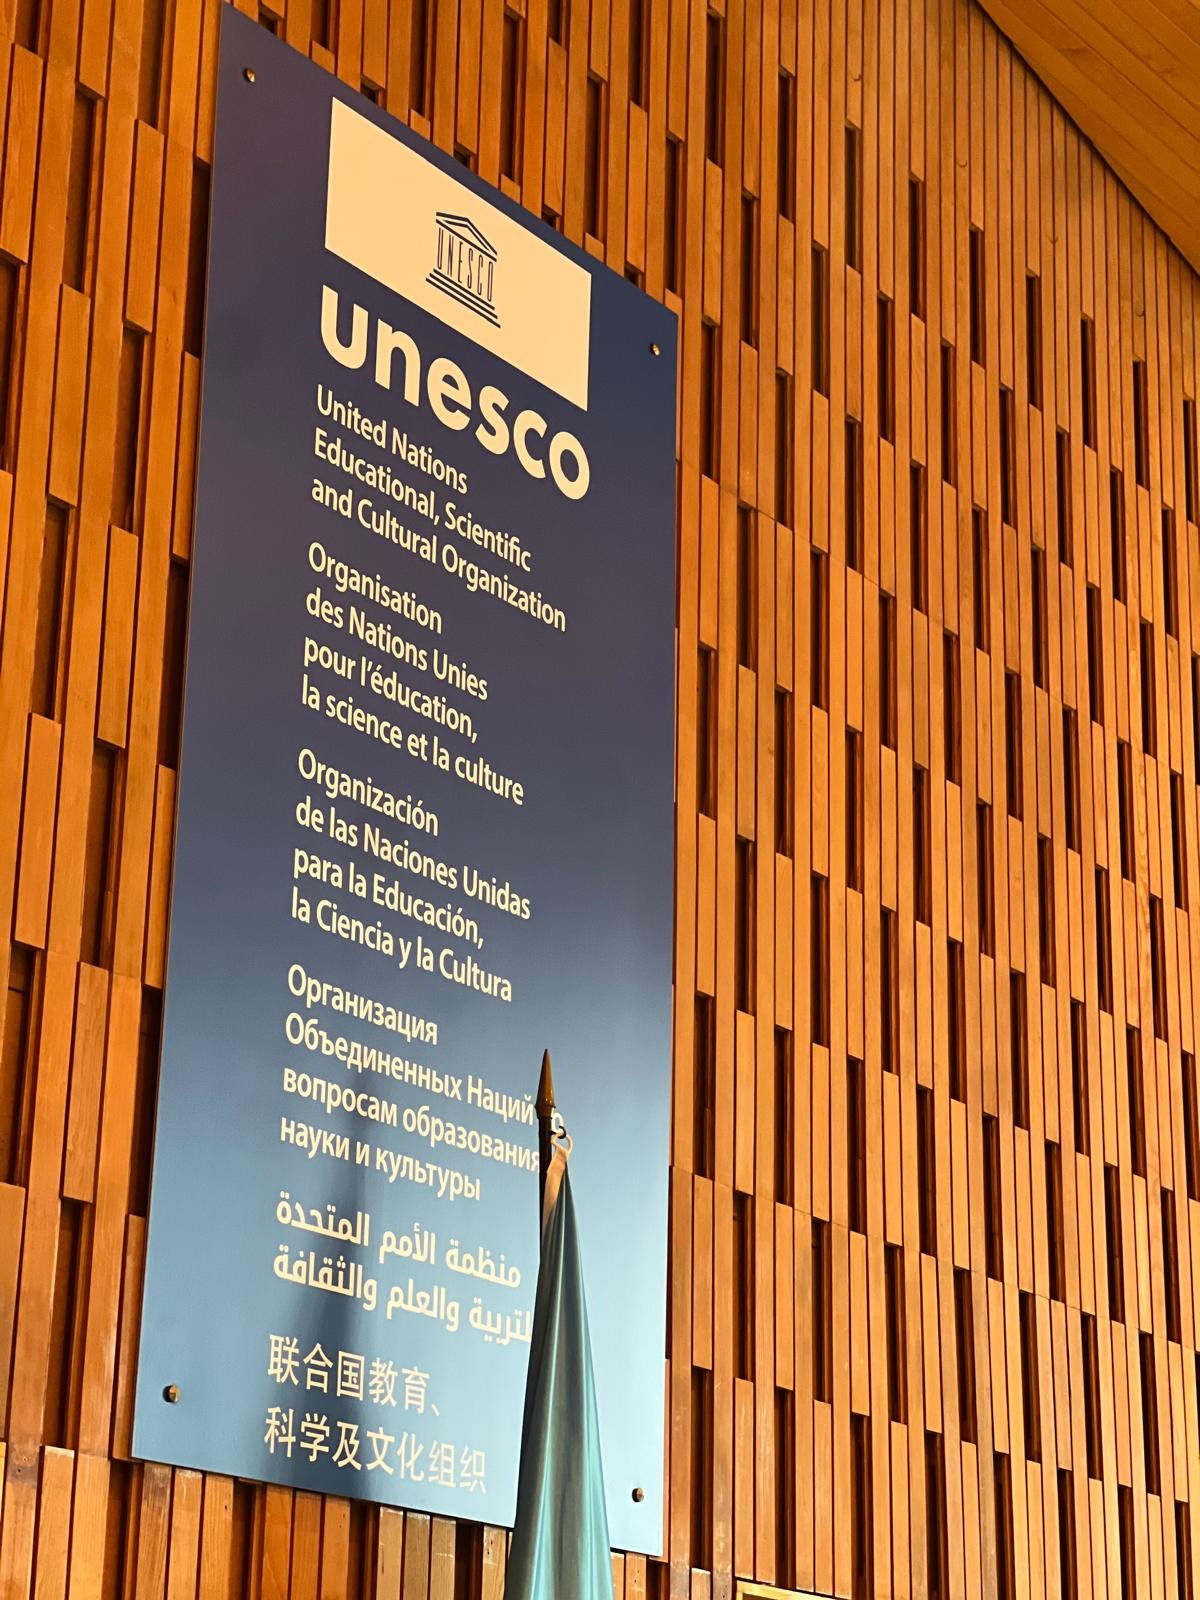 UNESCO
unesco
United Nations
Educational, Scientific
and Cultural Organization
Organisation
des Nations Unies
pour l'éducation,
la science et la culture
Organización
de las Naciones Unidas
para la Educación,
la Ciencia y la Cultura
Организация
Объединенных Наций
вопросам образования
науки и культуры
منظمة الأمم المتحدة
للتربية والعلم والثقافة
联合国教育、
科学及文化组织